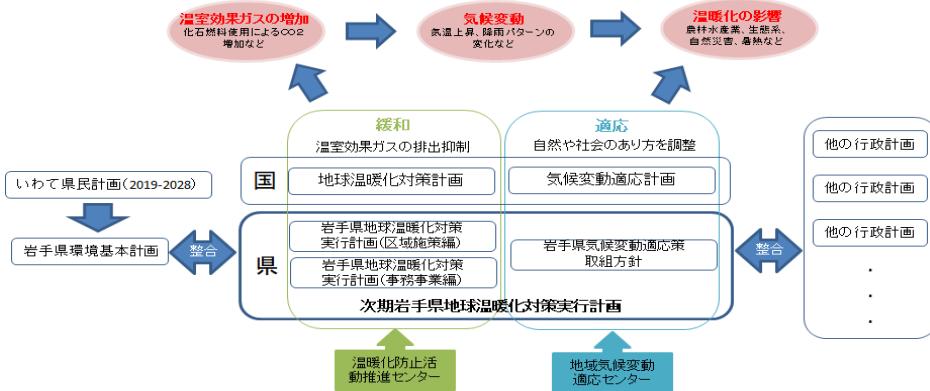 温室効果ガスの増加
化石燃料使用によるCO2
増加など
気候変動
気温上昇、降雨パターンの
変化など
温暖化の影響
農林水産業、生態系、
自然災害、暑熱など
緩和
温室効果ガスの排出抑制
適応
自然や社会のあり方を調整
国
地球温暖化対策計画
気候変動適応計画
いわて県民計画(2019-2028)
岩手県環境基本計画
整合
県
岩手県地球温暖化対策
実行計画(区域施策編)
岩手県地球温暖化対策
実行計画(事務事業編)
岩手県気候変動適応策
取組方針
次期岩手県地球温暖化対策実行計画
整合
他の行政計画
他の行政計画
他の行政計画
・
・
・
温暖化防止活
動推進センター
地域気候変動
適応センター